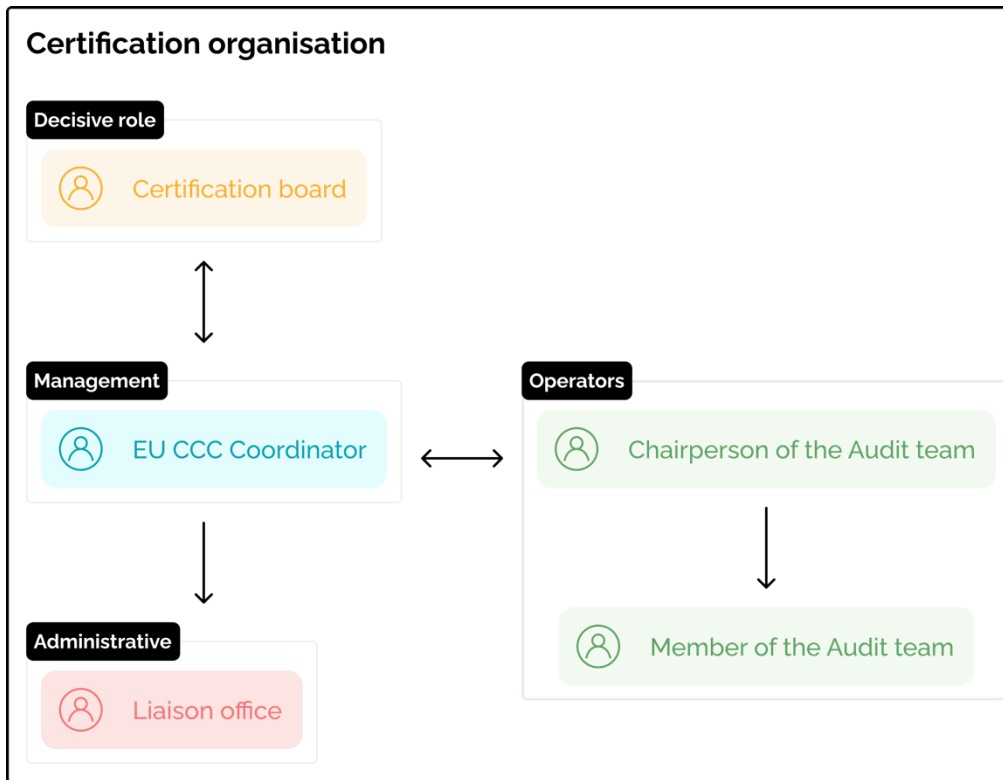 Certification organisation
Decisive role
Certification board
Management
EU CCC Coordinator
Operators
Chairperson of the Audit team
Member of the Audit team
Administrative
Liaison office